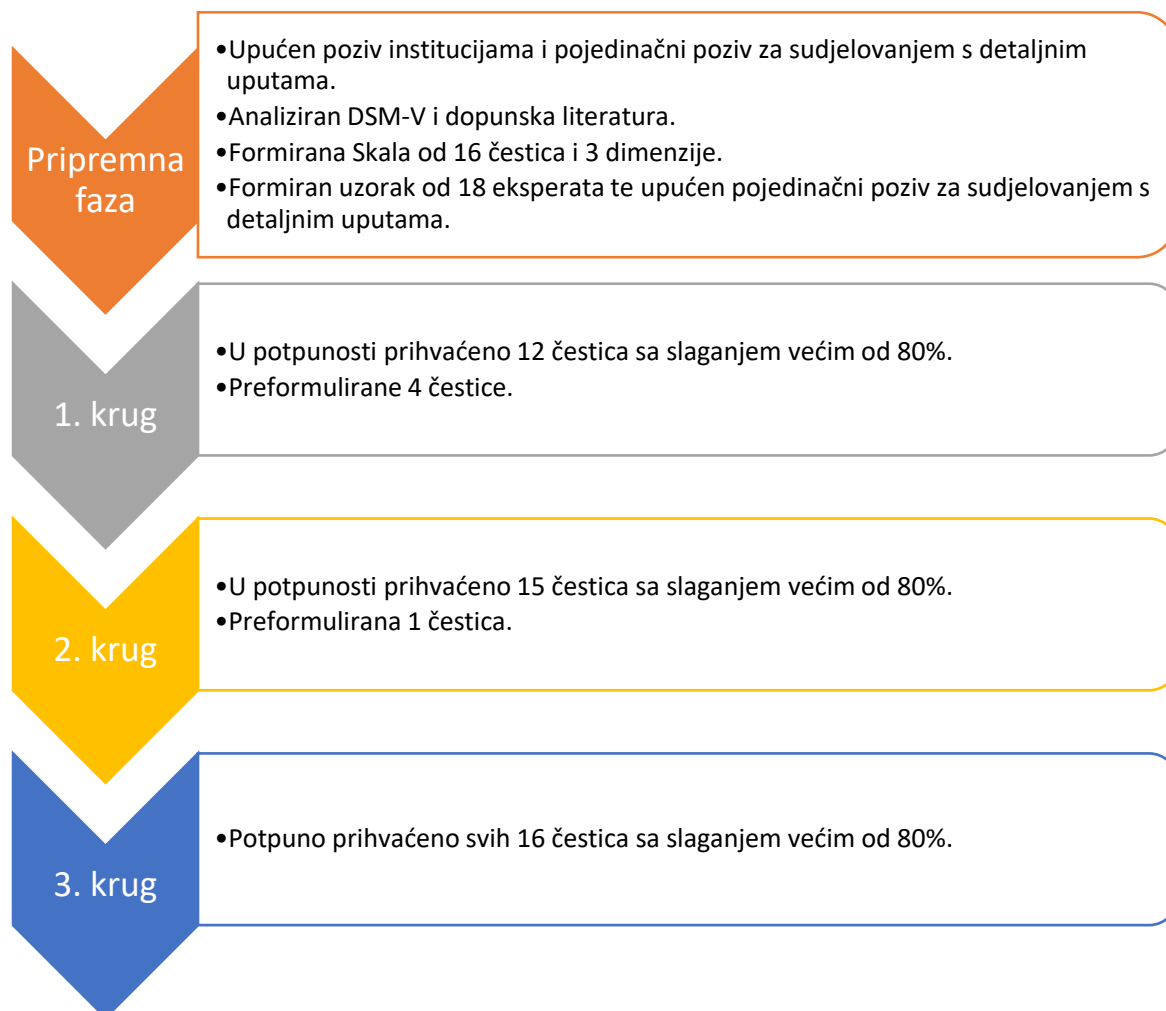 Pripremna
faza
•Upućen poziv institucijama i pojedinačni poziv za sudjelovanjem s detaljnim
uputama.
•Analiziran DSM-V i dopunska literatura.
•Formirana Skala od 16 čestica i 3 dimenzije.
•Formiran uzorak od 18 eksperata te upućen pojedinačni poziv za sudjelovanjem s
detaljnim uputama.
1. krug
•U potpunosti prihvaćeno 12 čestica sa slaganjem većim od 80%.
•Preformulirane 4 čestice.
2. krug
•U potpunosti prihvaćeno 15 čestica sa slaganjem većim od 80%.
•Preformulirana 1 čestica.
3. krug
•Potpuno prihvaćeno svih 16 čestica sa slaganjem većim od 80%.